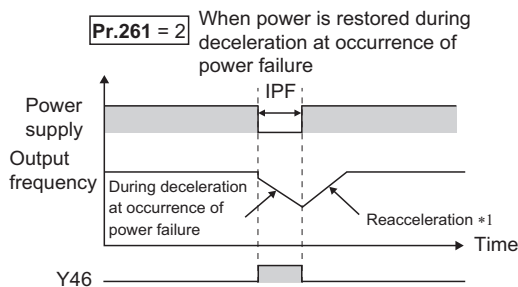 Pr.261 = 2
When power is restored during
deceleration at occurrence of
power failure
IPF
Power
supply
Output
frequency
During deceleration
at occurrence of
power failure
Reacceleration *1
Time
Y46